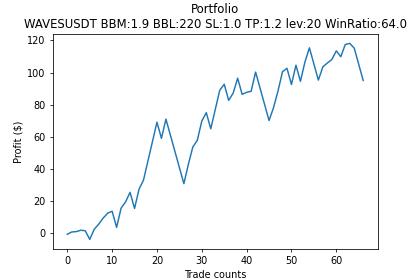 Portfolio
WAVESUSDT BBM:1.9 BBL:220 SL:1.0 TP:1.2 lev:20 WinRatio:64.0
120
100
80
60
40
20
0
Profit ($)
0 10 20 30 40 50 60
Trade counts